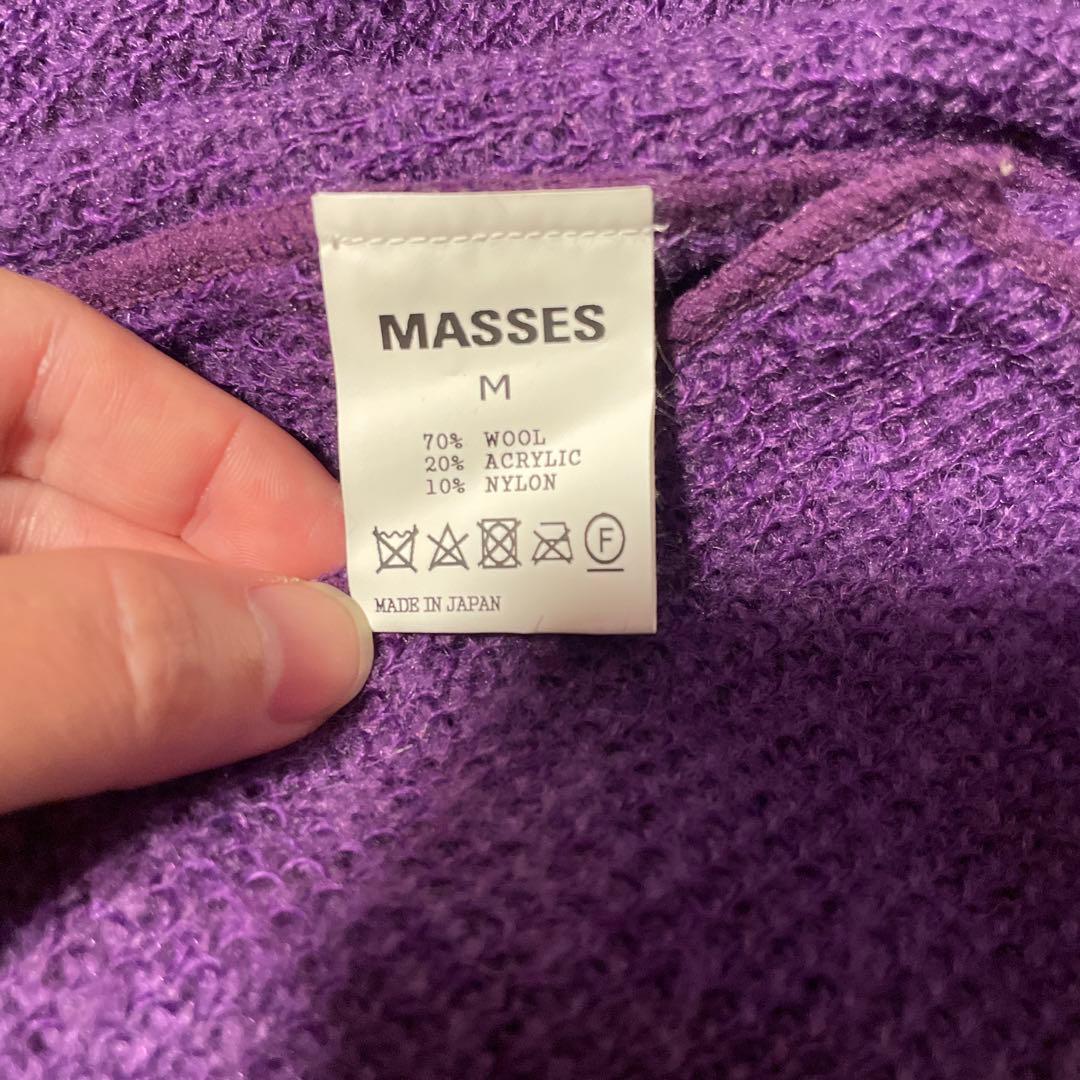 MASSES
M
70% WOOL
20% ACRYLIC
10% NYLON
F
MADE IN JAPAN